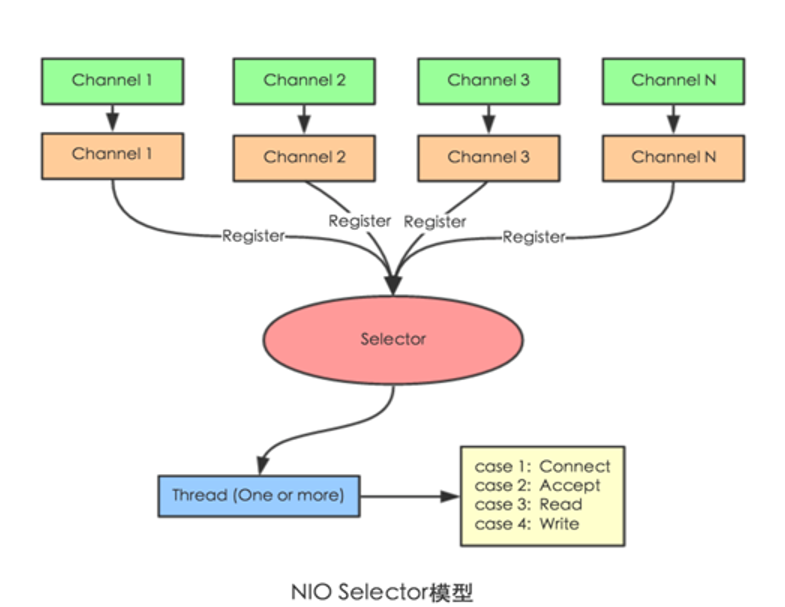 Channel 1
Channel 2
Channel 3
Channel N
Channel 1
Channel 2
Channel 3
Channel N
Register
Register
Register
Register
Selector
Thread (One or more)
case 1: Connect
case 2: Accept
case 3: Read
case 4: Write
NIO Selector模型